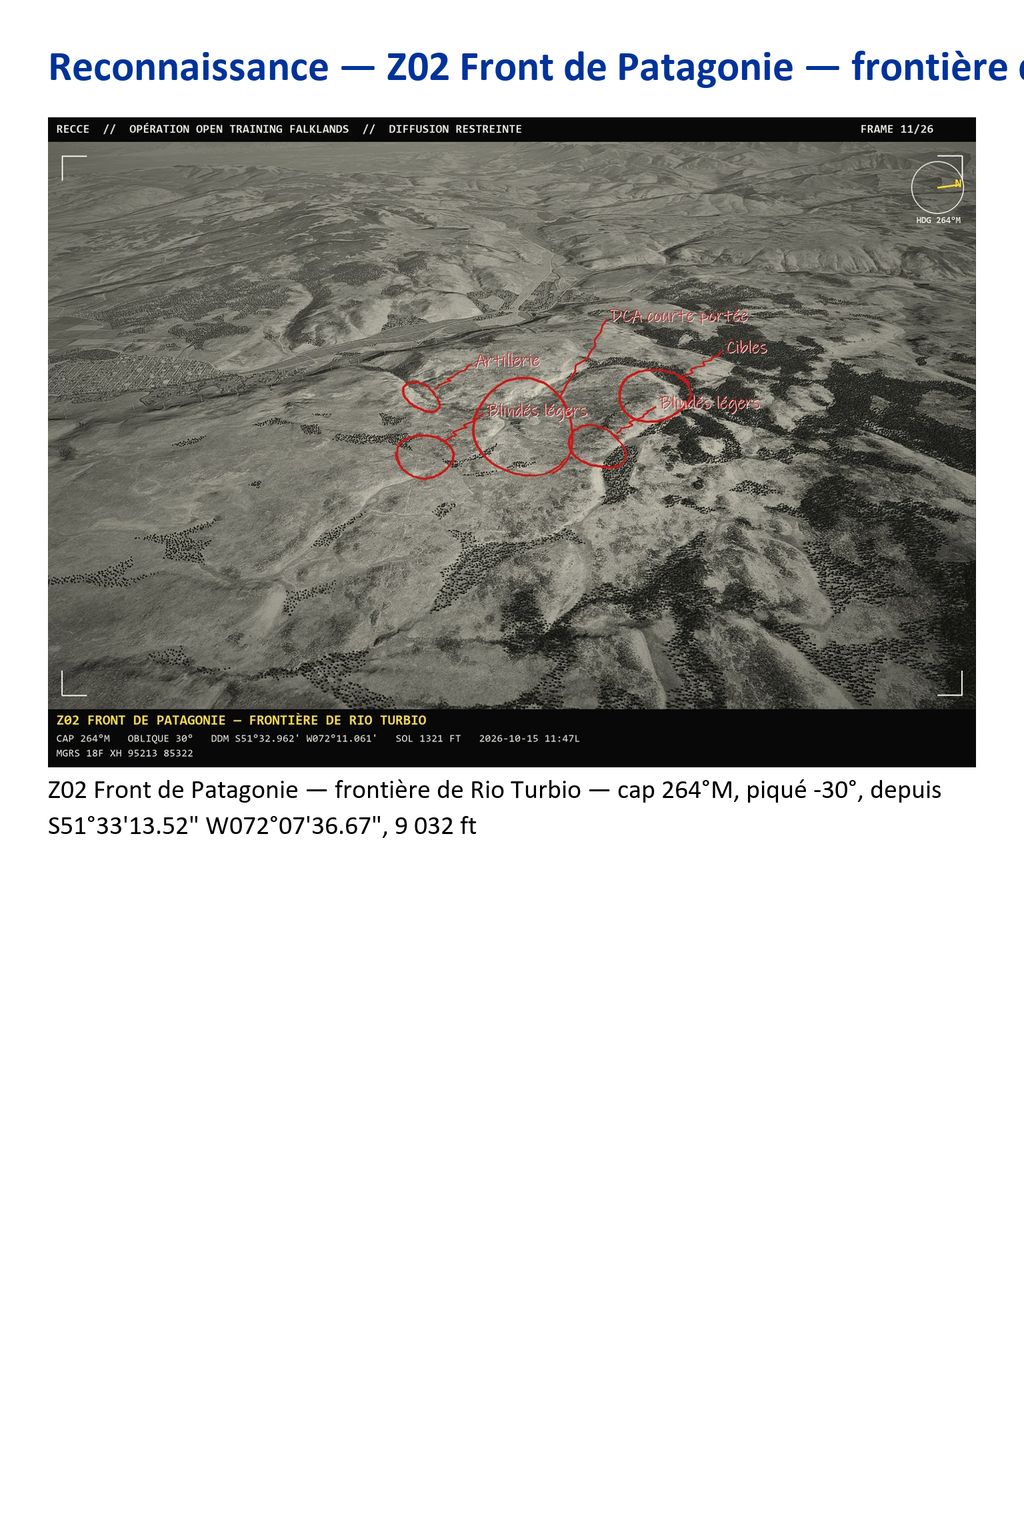 Reconnaissance — Z02 Front de Patagonie — frontière
RECCE // OPÉRATION OPEN TRAINING FALKLANDS // DIFFUSION RESTREINTE FRAME 11/26
N
HDG 264°M
DCA courte portée
Cibles
Artillerie
Blindés légers
Blindés légers
Z02 FRONT DE PATAGONIE — FRONTIÈRE DE RIO TURBIO
CAP 264°M OBLIQUE 30° DDM S51°32.962' W072°11.061' SOL 1321 FT 2026-10-15 11:47L
MGRS 18F XH 95213 85322
Z02 Front de Patagonie — frontière de Rio Turbio — cap 264°M, piqué -30°, depuis
S51°33'13.52" W072°07'36.67", 9 032 ft